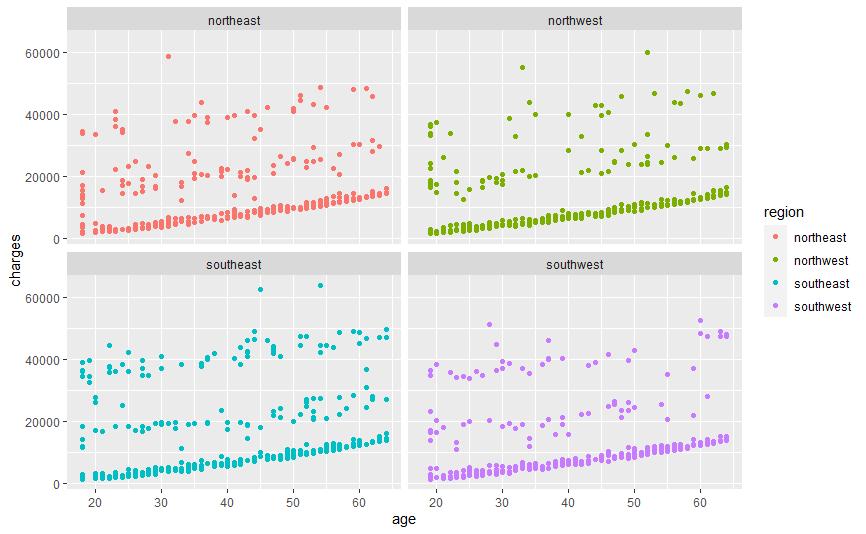 northeast
northwest
60000
40000
20000
0
southeast
southwest
60000
40000
20000
0
20 30 40 50 60
20 30 40 50 60
charges
age
region
northeast
northwest
southeast
southwest